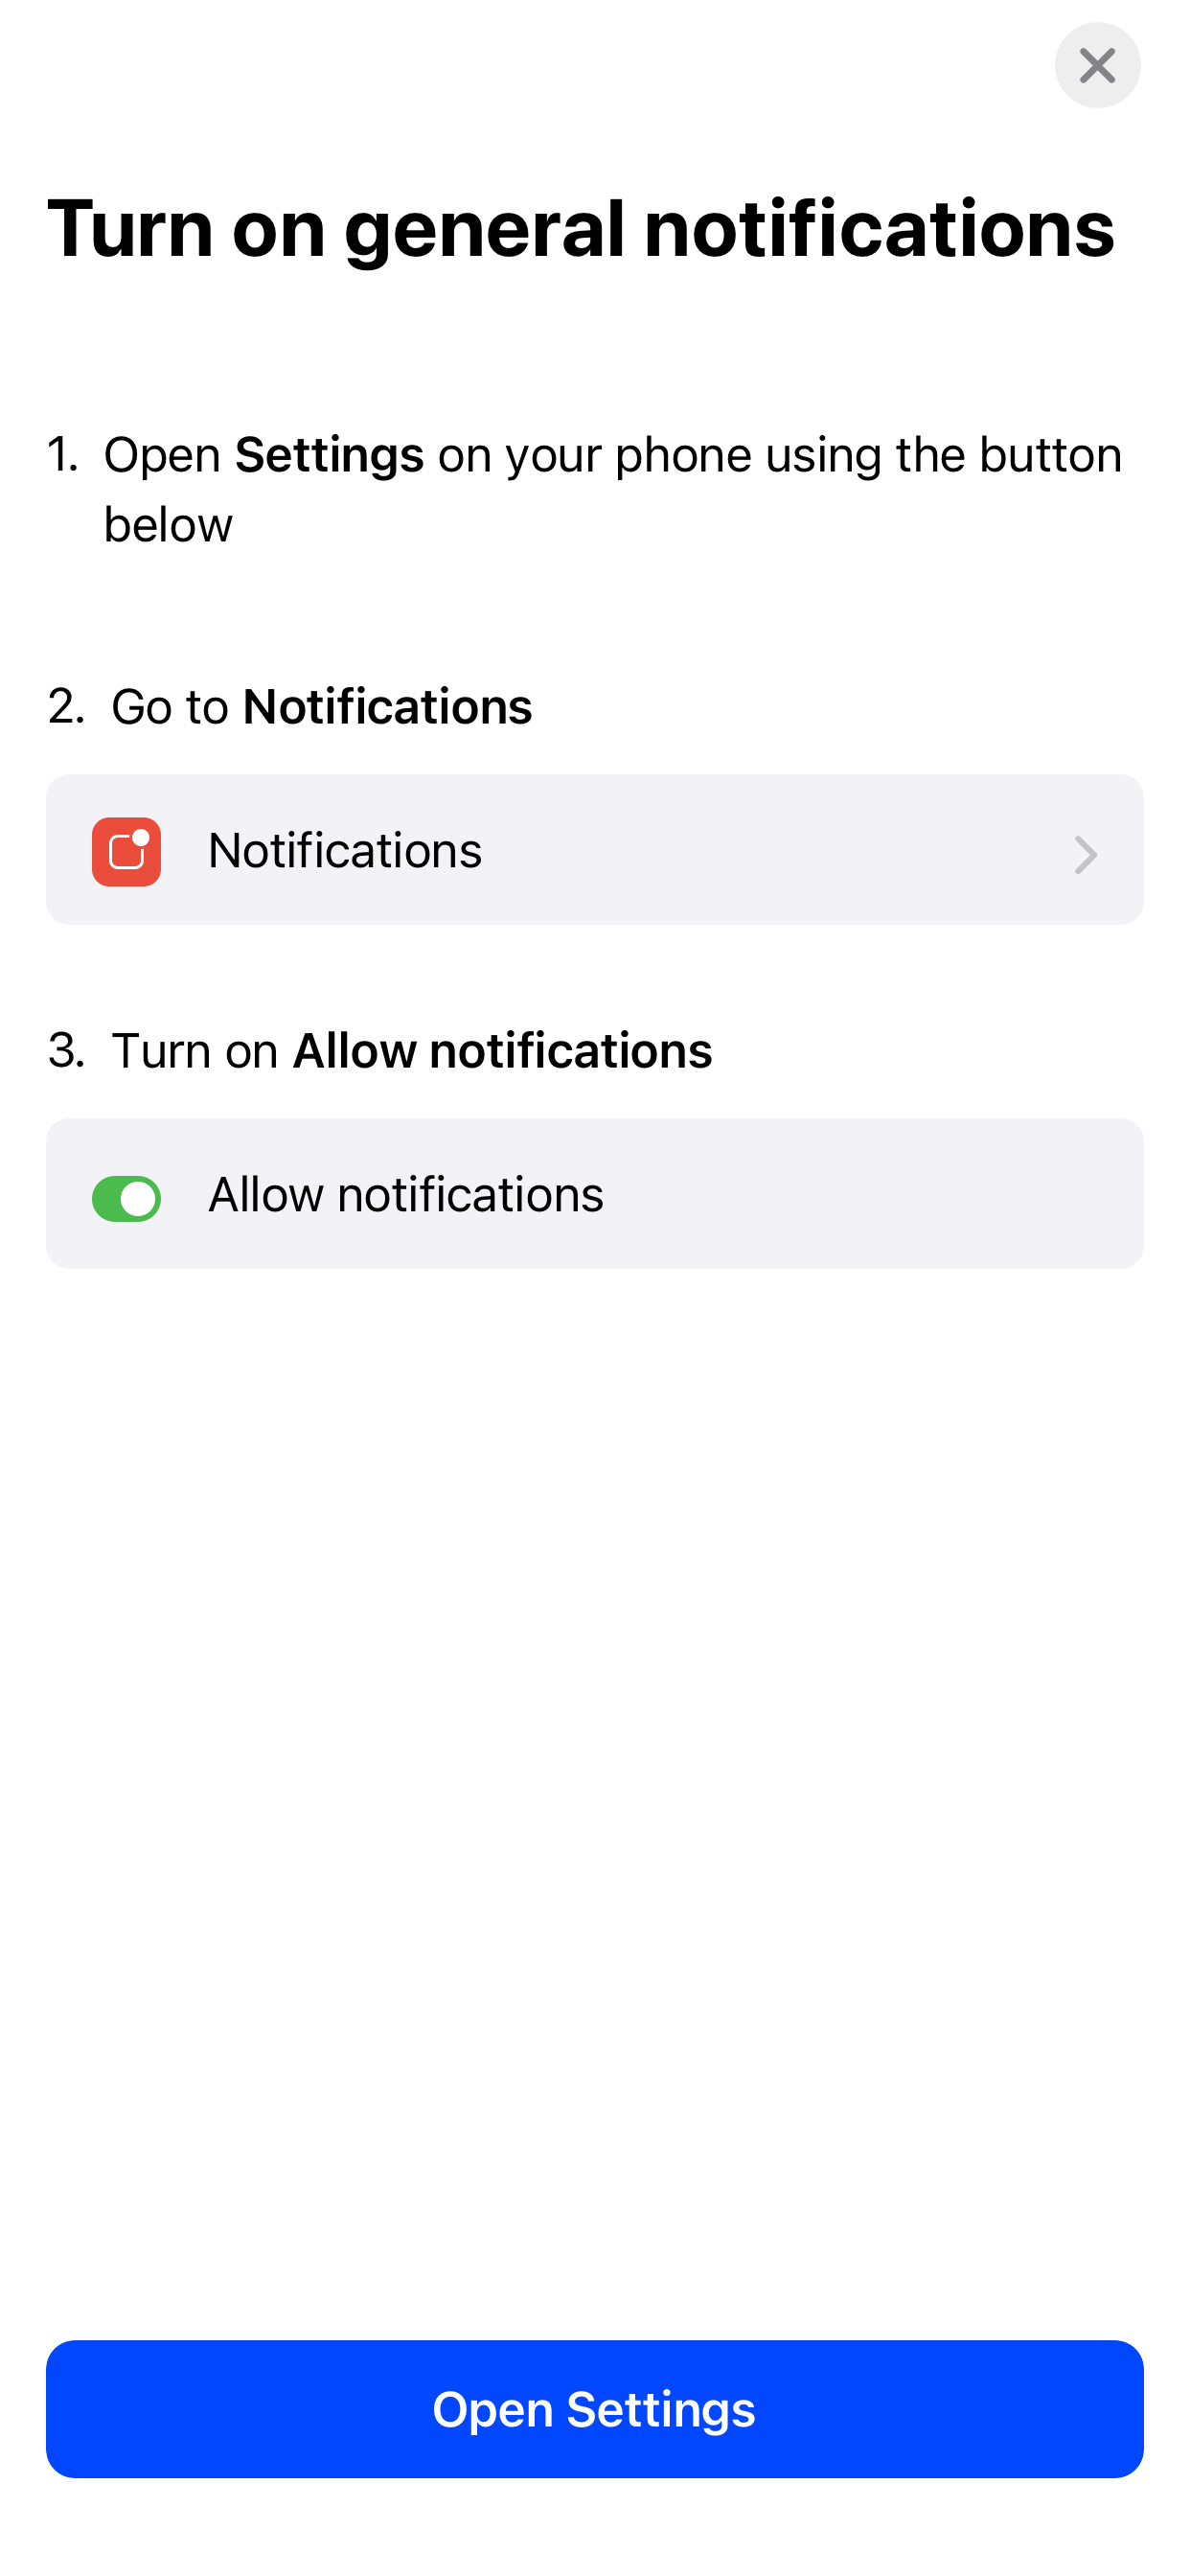 Turn on general notifications
1. Open Settings on your phone using the button
below
2. Go to Notifications
Notifications
3. Turn on Allow notifications
Allow notifications
Open Settings